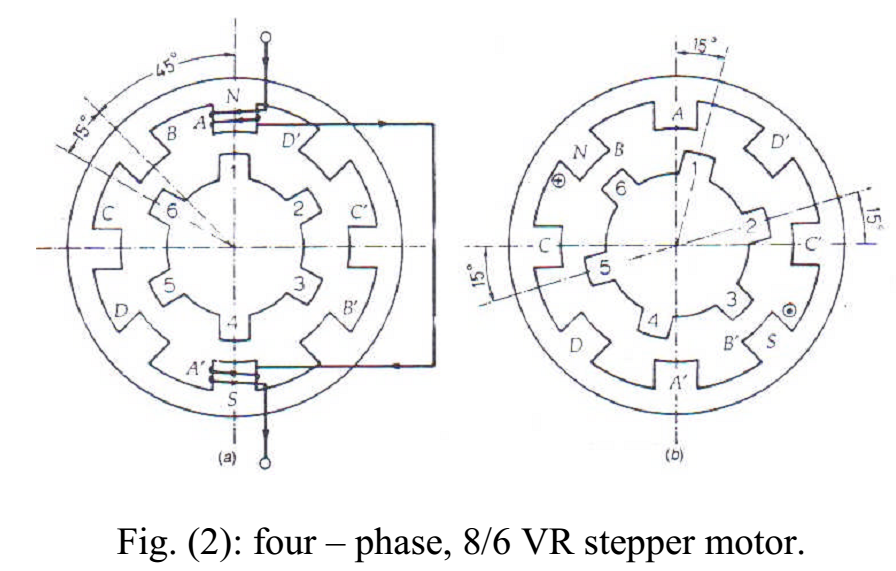 45°
15°
N
A
B
D'
1
C
6
2
C'
5
3
D
4
B'
A'
S
(a)
15°
A
D'
N
B
⊕
6
1
2
15°
C
C'
5
15°
3
4
⊙
D
B'
S
A'
(b)
Fig. (2): four – phase, 8/6 VR stepper motor.